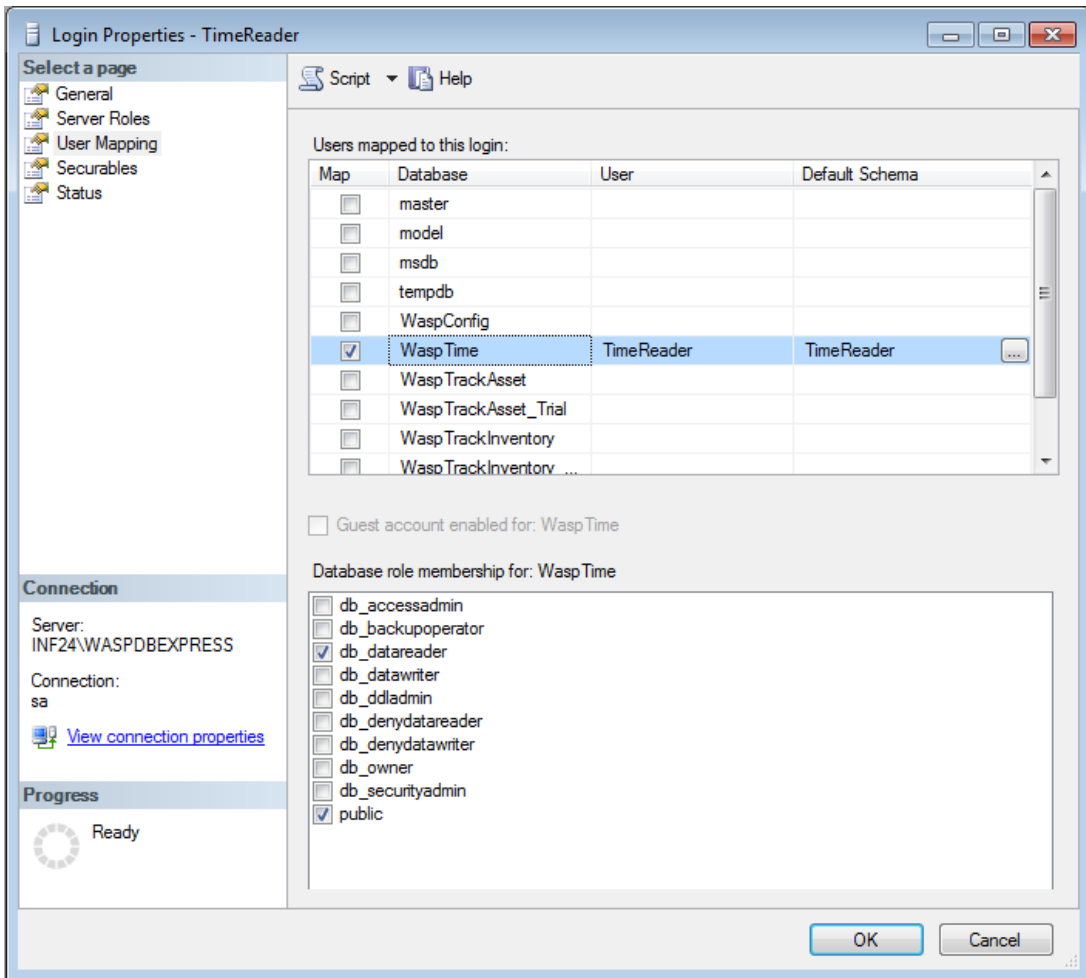 Login Properties - TimeReader
Select a page
General
Server Roles
User Mapping
Securables
Status
Script Help
Users mapped to this login:
Map Database User Default Schema
master
model
msdb
tempdb
WaspConfig
WaspTime TimeReader TimeReader ...
WaspTrackAsset
WaspTrackAsset_Trial
WaspTrackInventory
WaspTrackInventory_...
Guest account enabled for: WaspTime
Database role membership for: WaspTime
db_accessadmin
db_backupoperator
db_datareader
db_datawriter
db_ddladmin
db_denydatareader
db_denydatawriter
db_owner
db_securityadmin
public
Connection
Server:
INF24\WASPDBEXPRESS
Connection:
sa
View connection properties
Progress
Ready
OK Cancel